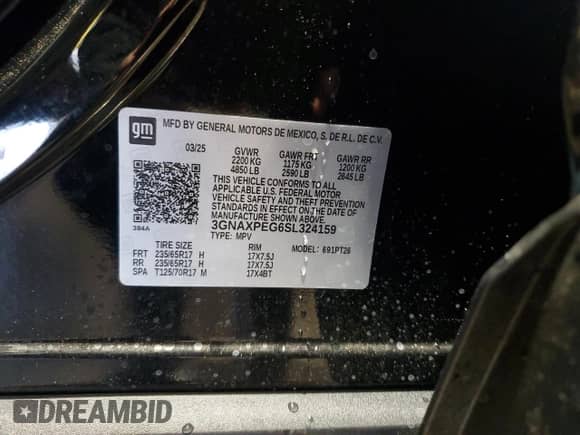 gm MFD BY GENERAL MOTORS DE MEXICO, S. DE R.L. DE C.V.
03/25 GVWR GAWR FRT GAWR RR
2200 KG 1175 KG 1200 KG
4850 LB 2590 LB 2645 LB
THIS VEHICLE CONFORMS TO ALL
APPLICABLE U.S. FEDERAL MOTOR
VEHICLE SAFETY AND THEFT PREVENTION
STANDARDS IN EFFECT ON THE DATE OF
MANUFACTURE SHOWN ABOVE.
3GNAXPEG6SL324159
384A TYPE: MPV MODEL: 691PT26
TIRE SIZE RIM
FRT 235/65R17 H 17X7.5J
RR 235/65R17 H 17X7.5J
SPA T125/70R17 M 17X4BT
DREAMBID